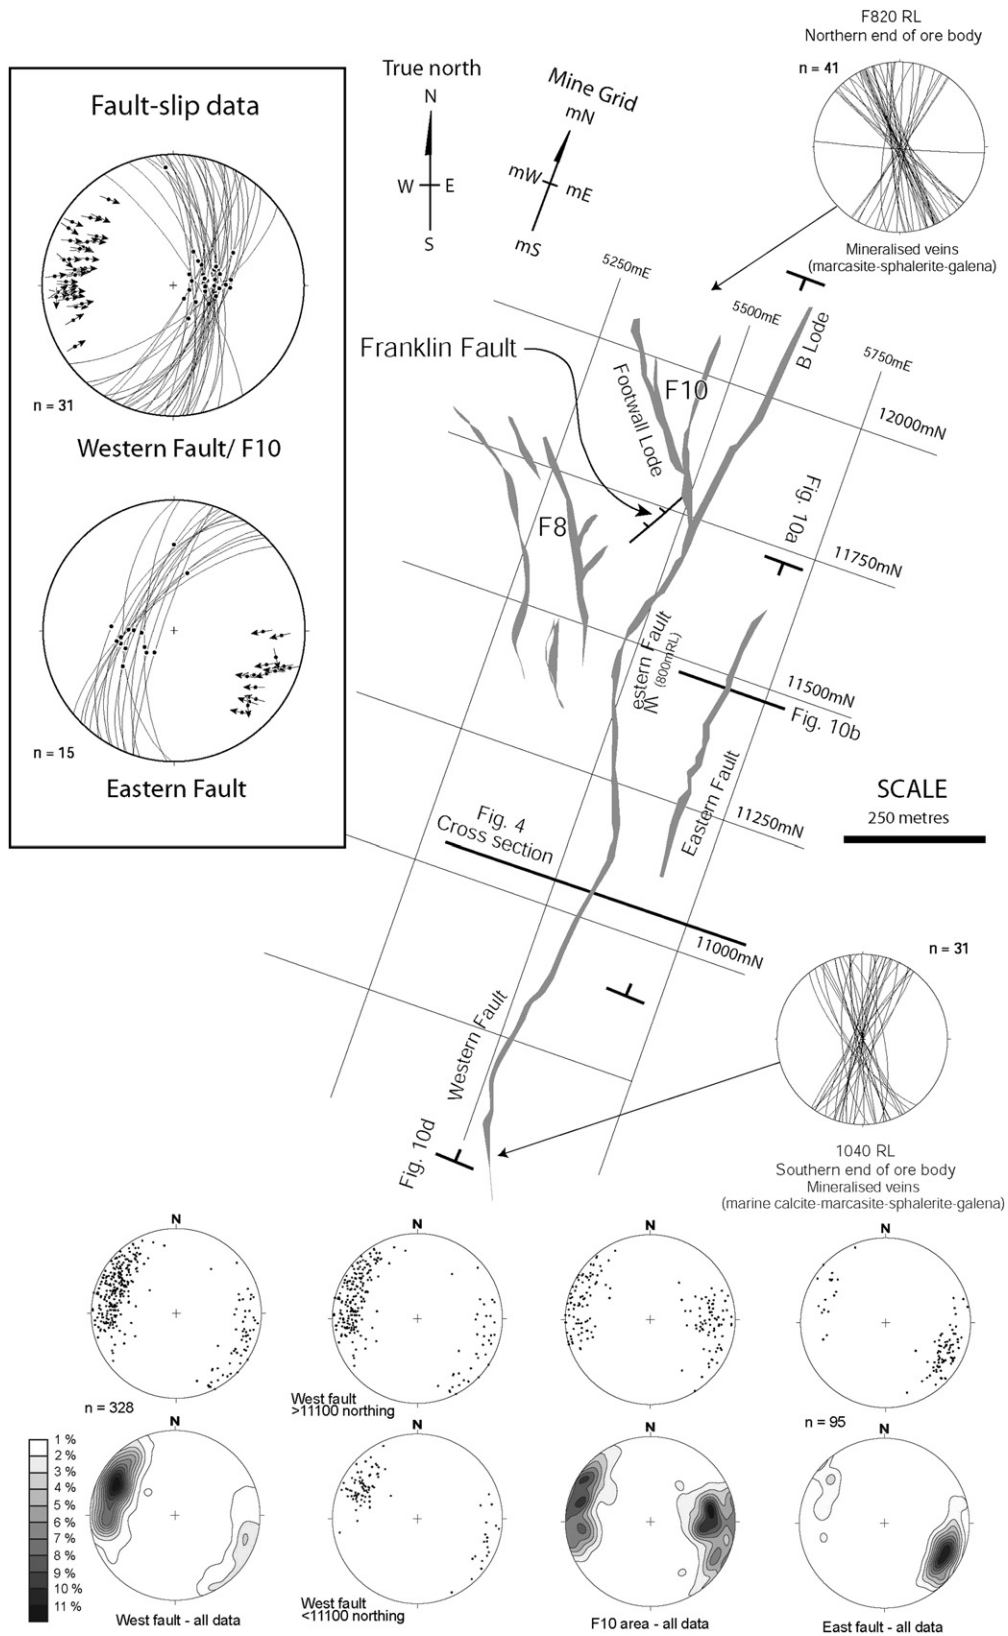 F820 RL
Northern end of ore body
n = 41
Mineralised veins
(marcasite-sphalerite-galena)
True north
N
W
E
S
Mine Grid
mN
mW
mE
mS
Fault-slip data
n = 31
Western Fault/ F10
n = 15
Eastern Fault
5250mE
5500mE
5750mE
Franklin Fault
Footwall Lode
F10
B Lode
12000mN
F8
Fig. 10a
11750mN
Western Fault
(800mRL)
11500mN
Fig. 10b
Eastern Fault
11250mN
SCALE
250 metres
Fig. 4
Cross section
11000mN
n = 31
Western Fault
Fig. 10d
1040 RL
Southern end of ore body
Mineralised veins
(marine calcite-marcasite-sphalerite-galena)
N
N
N
N
n = 328
West fault
>11100 northing
n = 95
N
N
N
N
1 %
2 %
3 %
4 %
5 %
6 %
7 %
8 %
9 %
10 %
11 %
West fault - all data
West fault
<11100 northing
F10 area - all data
East fault - all data